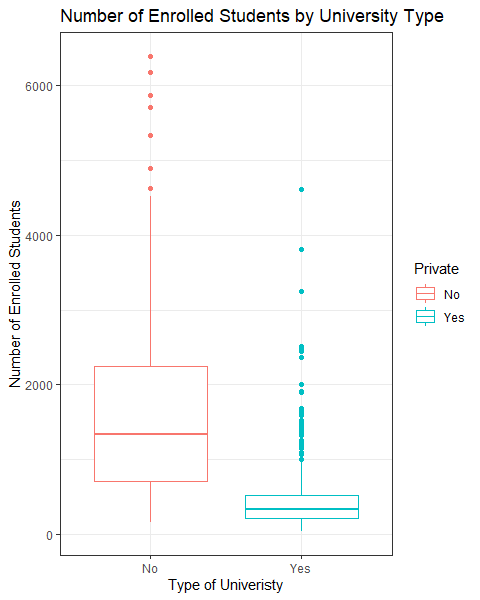 Number of Enrolled Students by University Type
Number of Enrolled Students
6000
4000
2000
0
No
Yes
Type of Univeristy
Private
No
Yes